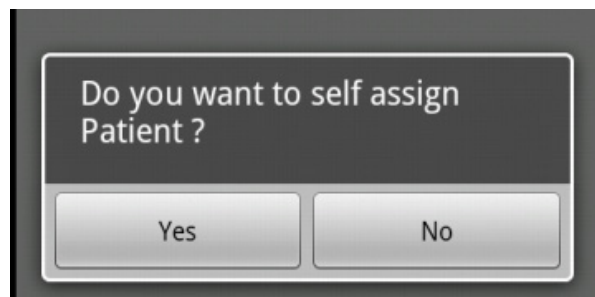 Do you want to self assign
Patient ?
Yes
No